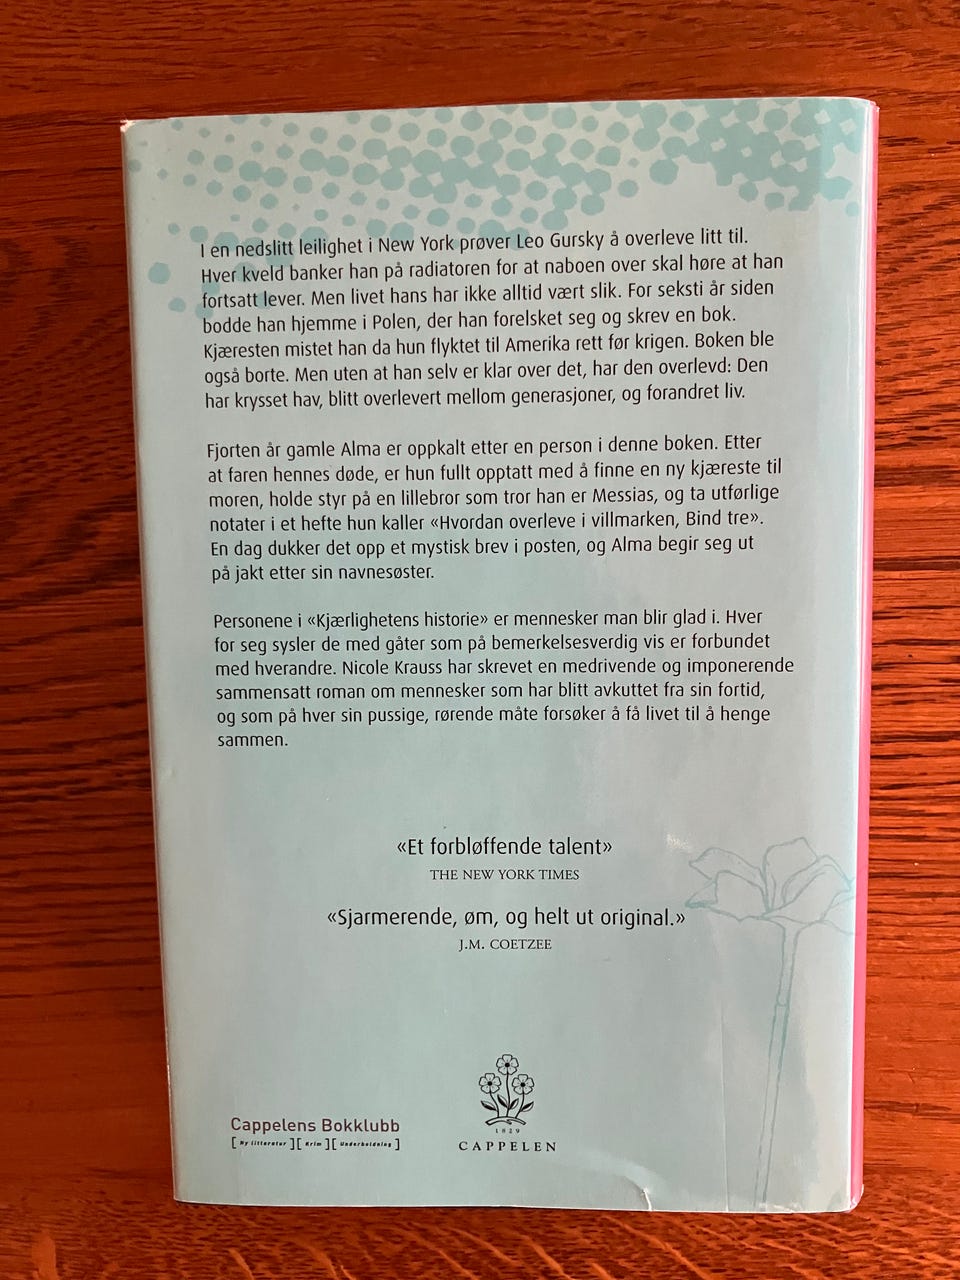 I en nedslitt leilighet i New York prøver Leo Gursky å overleve litt til.
Hver kveld banker han på radiatoren for at naboen over skal høre at han
fortsatt lever. Men livet hans har ikke alltid vært slik. For seksti år siden
bodde han hjemme i Polen, der han forelsket seg og skrev en bok.
Kjæresten mistet han da hun flyktet til Amerika rett før krigen. Boken ble
også borte. Men uten at han selv er klar over det, har den overlevd: Den
har krysset hav, blitt overlevert mellom generasjoner, og forandret liv.
Fjorten år gamle Alma er oppkalt etter en person i denne boken. Etter
at faren hennes døde, er hun fullt opptatt med å finne en ny kjæreste til
moren, holde styr på en lillebror som tror han er Messias, og ta utførlige
notater i et hefte hun kaller «Hvordan overleve i villmarken, Bind tre».
En dag dukker det opp et mystisk brev i posten, og Alma begir seg ut
på jakt etter sin navnesøster.
Personene i «Kjærlighetens historie» er mennesker man blir glad i. Hver
for seg sysler de med gåter som på bemerkelsesverdig vis er forbundet
med hverandre. Nicole Krauss har skrevet en medrivende og imponerende
sammensatt roman om mennesker som har blitt avkuttet fra sin fortid,
og som på hver sin pussige, rørende måte forsøker å få livet til å henge
sammen.
«Et forbløffende talent»
THE NEW YORK TIMES
«Sjarmerende, øm, og helt ut original.»
J.M. COETZEE
Cappelens Bokklubb
[ Ny litteratur ][ Krim ][ Underholdning ]
1829
CAPPELEN